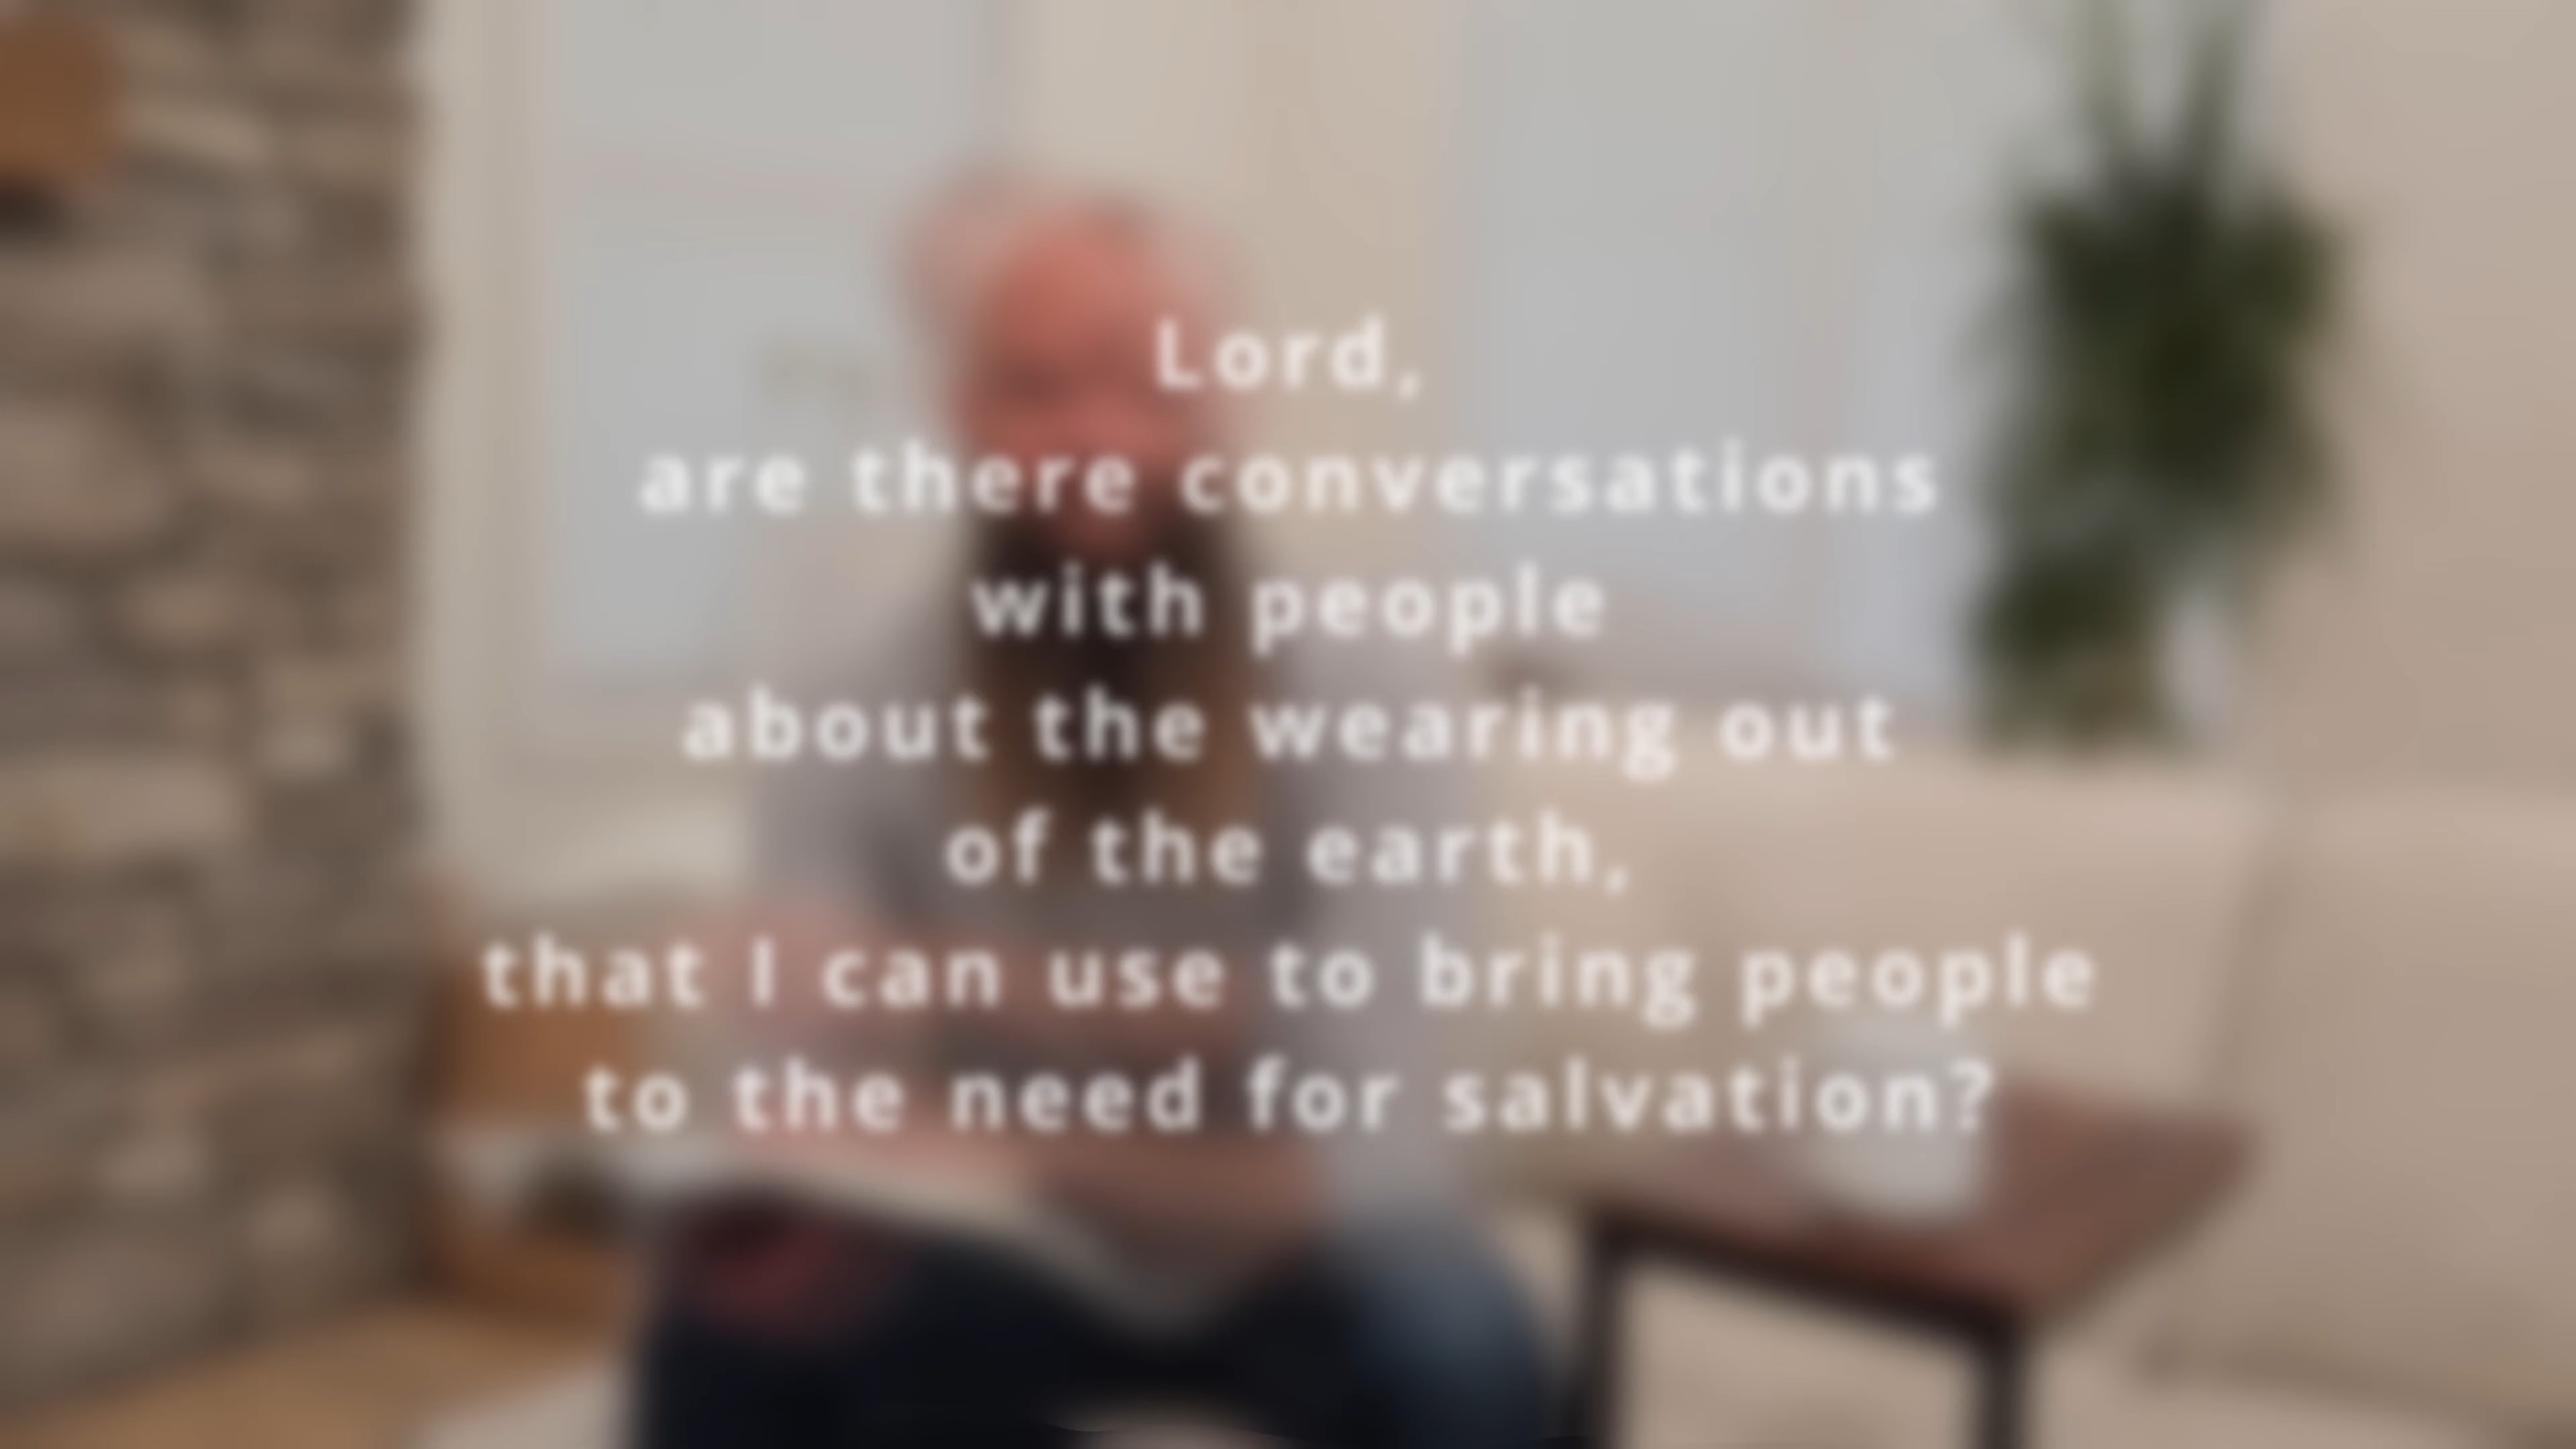 Lord,
are there conversations
with people
about the wearing out
of the earth,
that I can use to bring people
to the need for salvation?